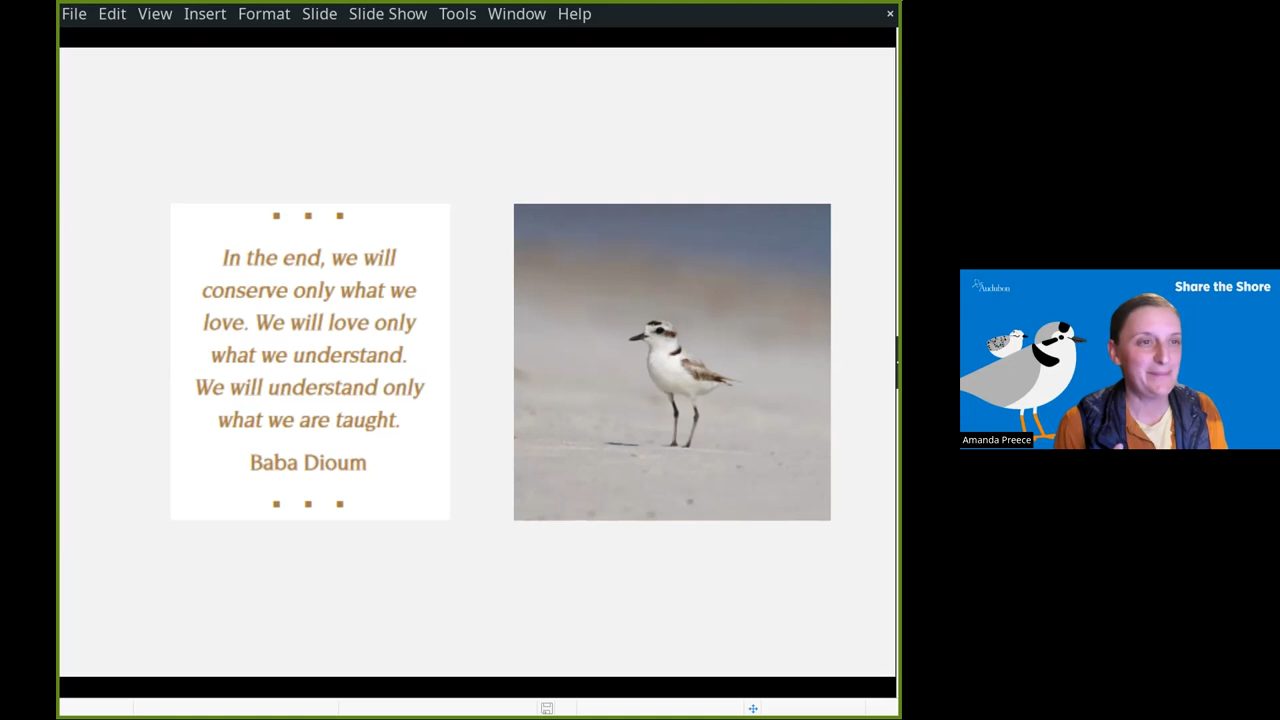 File Edit View Insert Format Slide Slide Show Tools Window Help
In the end, we will
conserve only what we
love. We will love only
what we understand.
We will understand only
what we are taught.
Baba Dioum
Audubon
Share the Shore
Amanda Preece